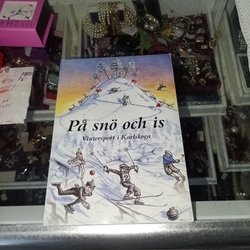 På snö och is
Vintersport i Karlskoga